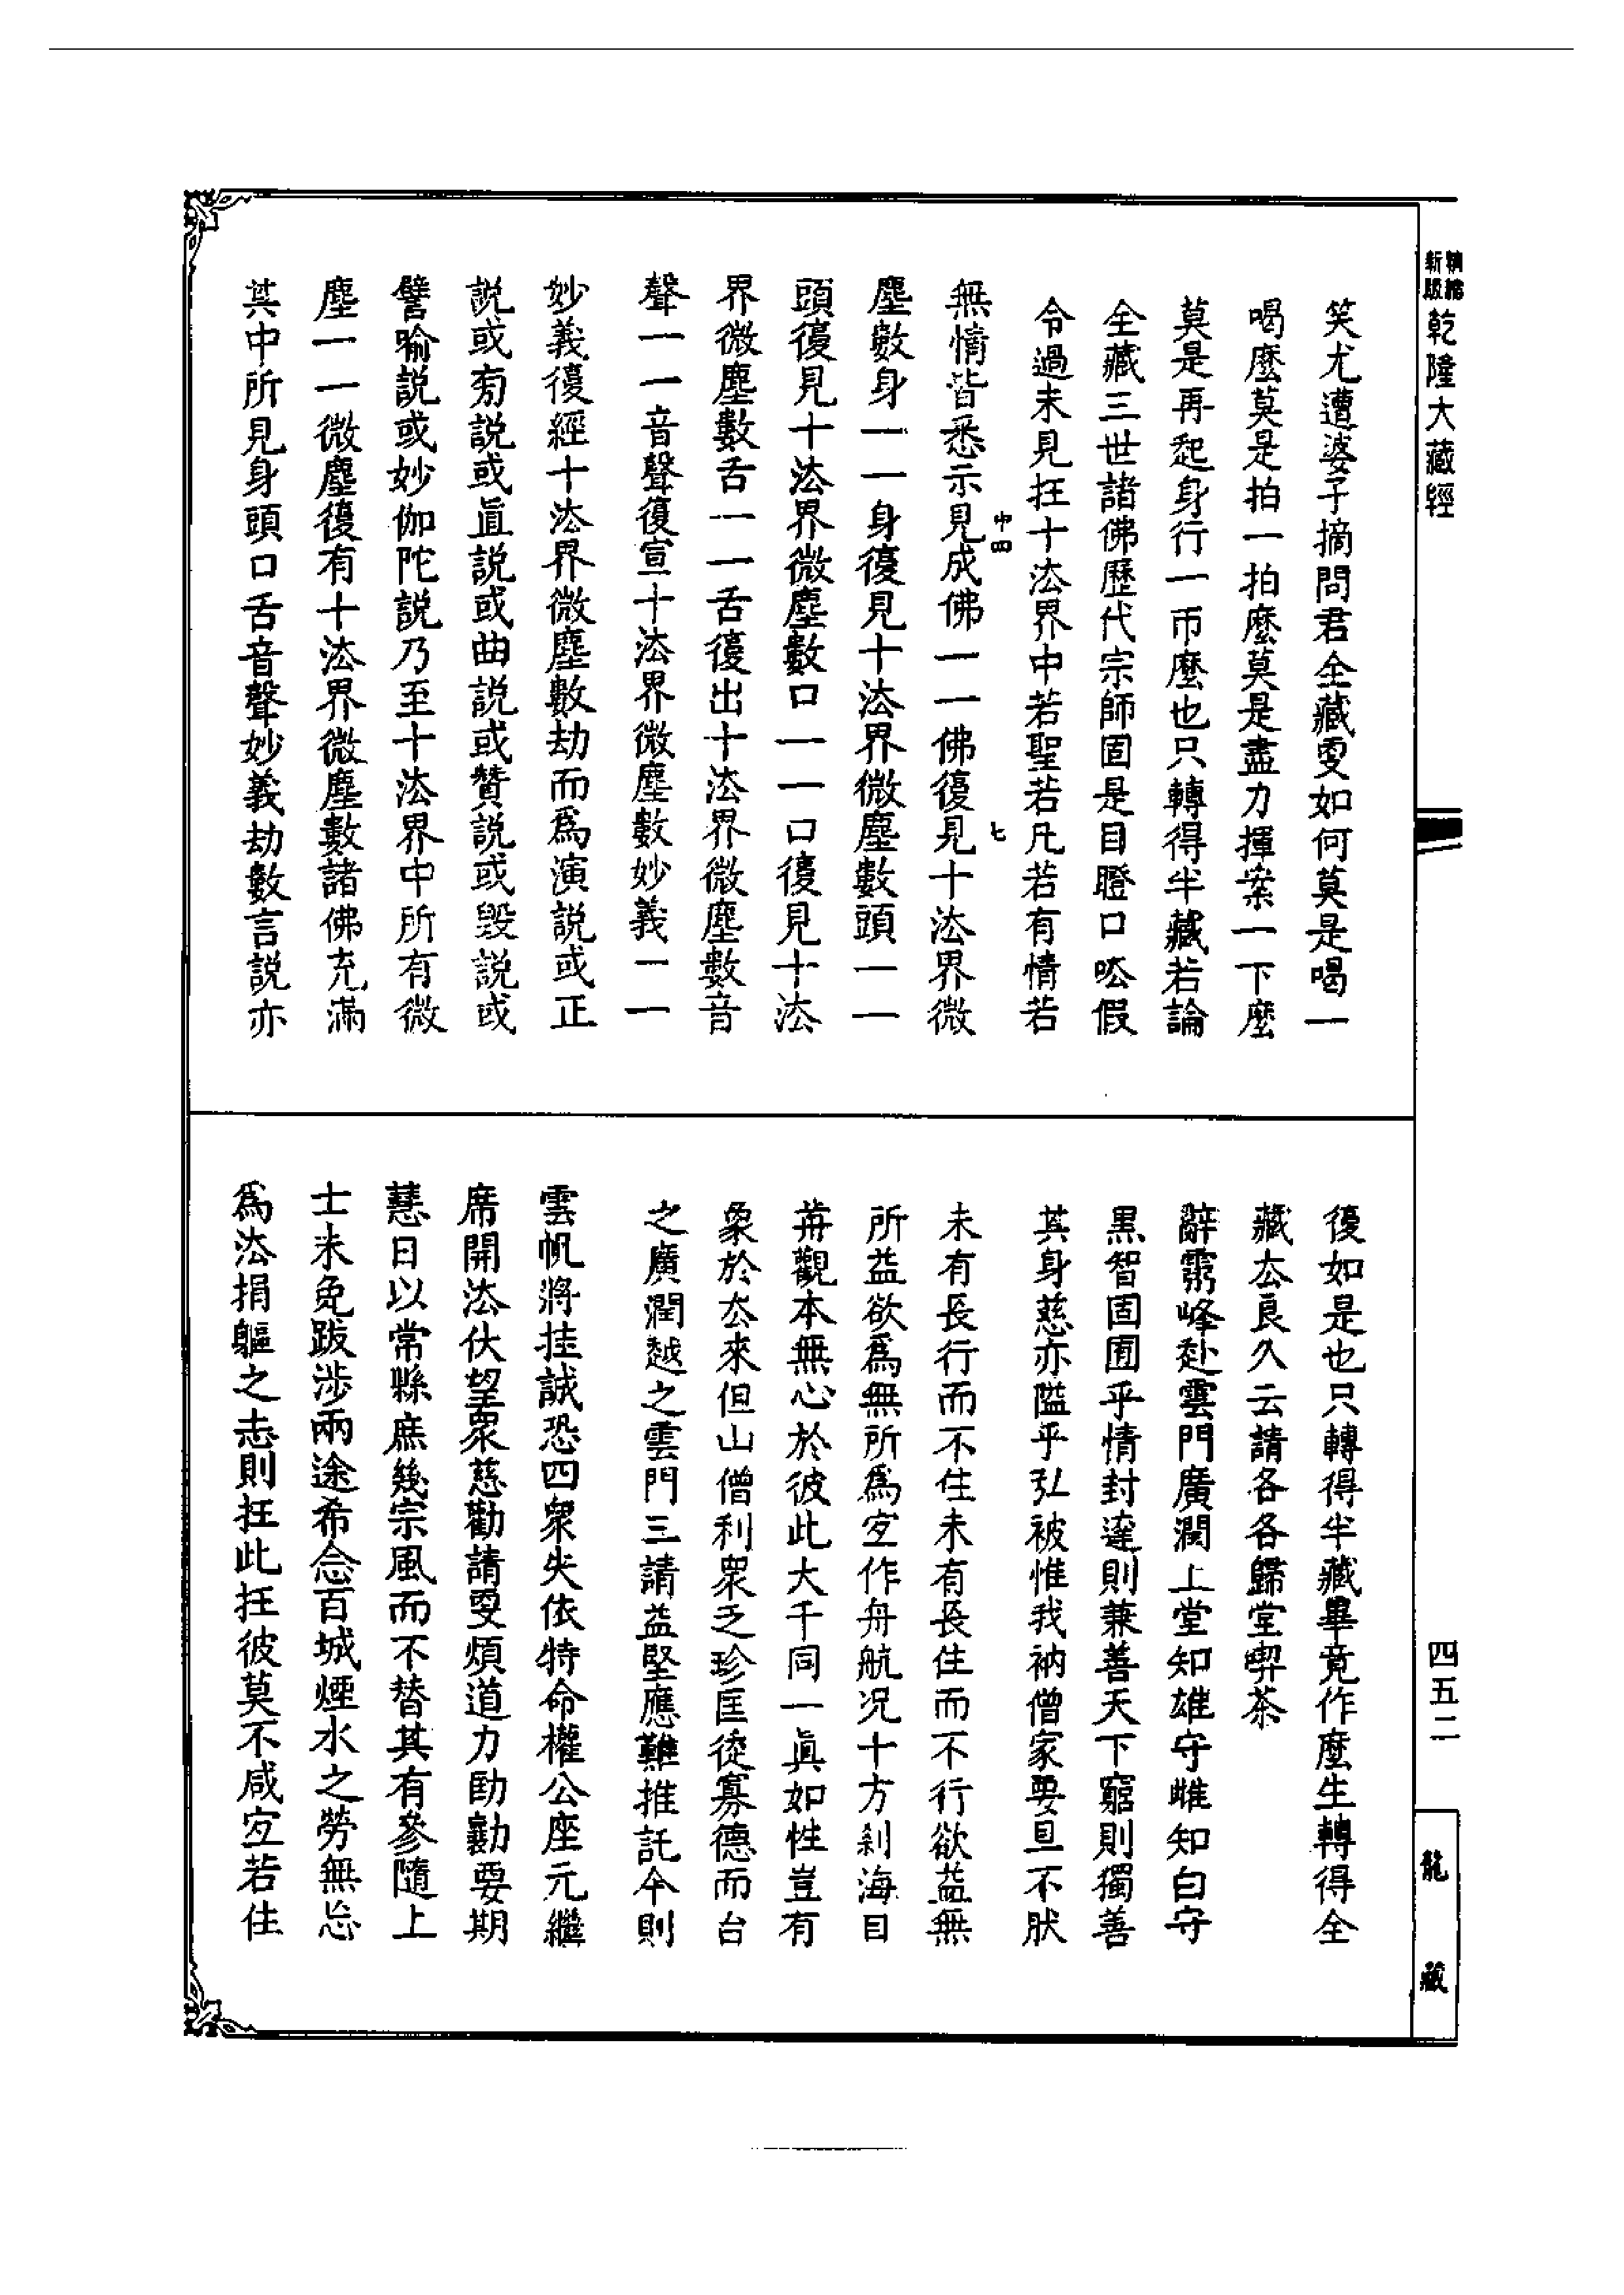 新版 精縮 乾隆大藏經
笑尤遭婆子摘問君全藏㪅如何莫是喝一
喝麼莫是拍一拍麼莫是盡力揮案一下麼
莫是再起身行一帀麼也只轉得半藏若論
全藏三世諸佛歷代宗師固是目瞪口呿假
令過未見在十法界中若聖若凡若有情若
中四 七
無情皆悉示見成佛一一佛復見十法界微
塵數身一一身復見十法界微塵數頭一一
頭復見十法界微塵數口一一口復見十法
界微塵數舌一一舌復出十法界微塵數音
聲一一音聲復宣十法界微塵數妙義一一
妙義復經十法界微塵數劫而為演說或正
說或旁說或直說或曲說或贊說或毀說或
譬喻說或妙伽陀說乃至十法界中所有微
塵一一微塵復有十法界微塵數諸佛充滿
其中所見身頭口舌音聲妙義劫數言說亦
復如是也只轉得半藏畢竟作麼生轉得全
藏去良久云請各各歸堂喫茶
辭靈峰赴雲門廣潤上堂知雄守雌知白守
黑智固囿乎情封達則兼善天下窮則獨善
其身慈亦隘乎弘被惟我衲僧家要且不肰
未有長行而不住未有長住而不行欲益無
所益欲為無所為宜作舟航況十方剎海目
前觀本無心於彼此大千同一真如性豈有
象於去來但山僧利眾乏珍匡徒寡德而台
之廣潤越之雲門三請益堅應難推託今則
雲帆將挂誠恐四眾失依特命權公座元繼
席開法伏望眾慈勸請㪅煩道力助勷要期
慧日以常縣庶幾宗風而不替其有參隨上
士未免跋涉兩途希念百城煙水之勞無忘
為法捐軀之志則在此在彼莫不咸宜若住
四五二
龍藏